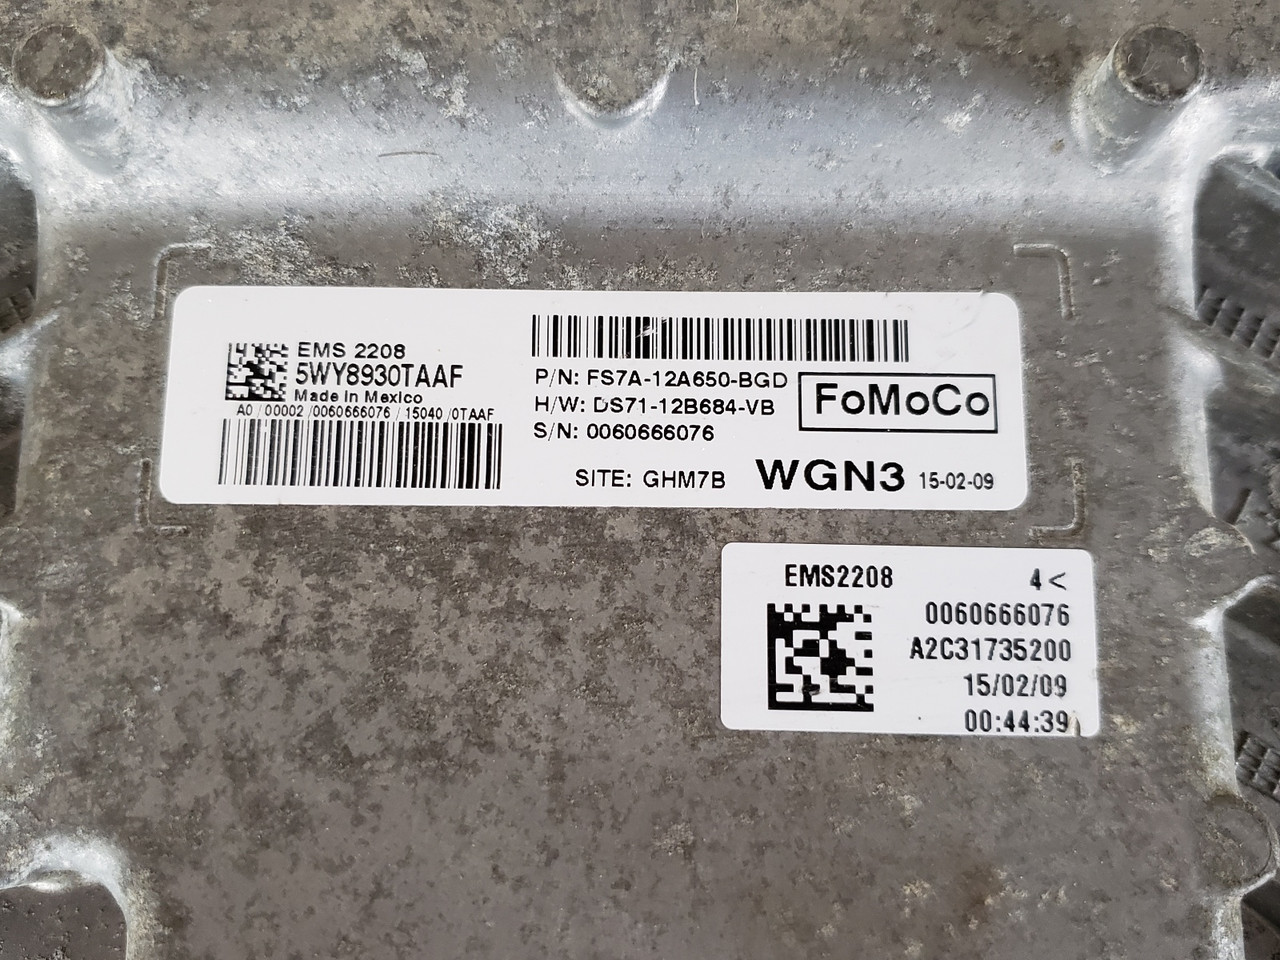 EMS 2208
5WY8930TAAF
Made in Mexico
A0 / 00002 / 0060666076 / 15040 / 0TAAF
P/N: FS7A-12A650-BGD
H/W: DS71-12B684-VB
S/N: 0060666076
FoMoCo
SITE: GHM7B WGN3 15-02-09
EMS2208 4<
0060666076
A2C31735200
15/02/09
00:44:39